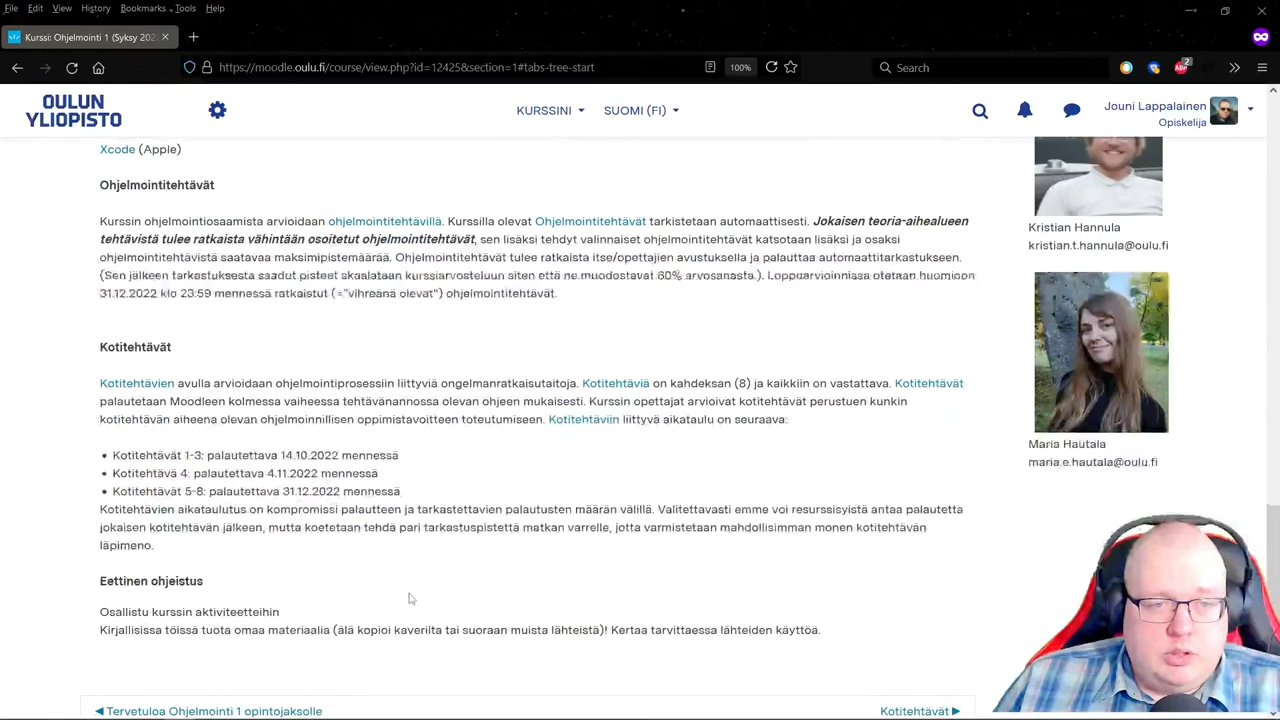 File Edit View History Bookmarks Tools Help
Kurssi: Ohjelmointi 1 (Syksy 202
https://moodle.oulu.fi/course/view.php?id=12425&section=1#tabs-tree-start
100%
Search
ABP
2
OULUN
YLIOPISTO
KURSSINI
SUOMI (FI)
Jouni Lappalainen
Opiskelija
Xcode (Apple)
Ohjelmointitehtävät
Kurssin ohjelmointiosaamista arvioidaan ohjelmointitehtävillä. Kurssilla olevat Ohjelmointitehtävät tarkistetaan automaattisesti. Jokaisen teoria-aihealueen
tehtävistä tulee ratkaista vähintään osoitetut ohjelmointitehtävät, sen lisäksi tehdyt valinnaiset ohjelmointitehtävät katsotaan lisäksi ja osaksi
ohjelmointitehtävistä saatavaa maksimipistemäärää. Ohjelmointitehtävät tulee ratkaista itse/opettajien avustuksella ja palauttaa automaattitarkastukseen.
(Sen jälkeen tarkastuksesta saadut pisteet skaalataan kurssiarvosteluun siten että ne muodostavat 60% arvosanasta.). Loppuarvioinnissa otetaan huomioon
31.12.2022 klo 23:59 mennessä ratkaistut (="vihreänä olevat") ohjelmointitehtävät.
Kotitehtävät
Kotitehtävien avulla arvioidaan ohjelmointiprosessiin liittyviä ongelmanratkaisutaitoja. Kotitehtäviä on kahdeksan (8) ja kaikkiin on vastattava. Kotitehtävät
palautetaan Moodleen kolmessa vaiheessa tehtävänannossa olevan ohjeen mukaisesti. Kurssin opettajat arvioivat kotitehtävät perustuen kunkin
kotitehtävän aiheena olevan ohjelmoinnillisen oppimistavoitteen toteutumiseen. Kotitehtäviin liittyvä aikataulu on seuraava:
• Kotitehtävät 1-3: palautettava 14.10.2022 mennessä
• Kotitehtävä 4: palautettava 4.11.2022 mennessä
• Kotitehtävät 5-8: palautettava 31.12.2022 mennessä
Kotitehtävien aikataulutus on kompromissi palautteen ja tarkastettavien palautusten määrän välillä. Valitettavasti emme voi resurssisyistä antaa palautetta
jokaisen kotitehtävän jälkeen, mutta koetetaan tehdä pari tarkastuspistettä matkan varrelle, jotta varmistetaan mahdollisimman monen kotitehtävän
läpimeno.
Eettinen ohjeistus
Osallistu kurssin aktiviteetteihin
Kirjallisissa töissä tuota omaa materiaalia (älä kopioi kaverilta tai suoraan muista lähteistä)! Kertaa tarvittaessa lähteiden käyttöä.
◀ Tervetuloa Ohjelmointi 1 opintojaksolle
Kotitehtävät ▶
Kristian Hannula
kristian.t.hannula@oulu.fi
Maria Hautala
maria.e.hautala@oulu.fi